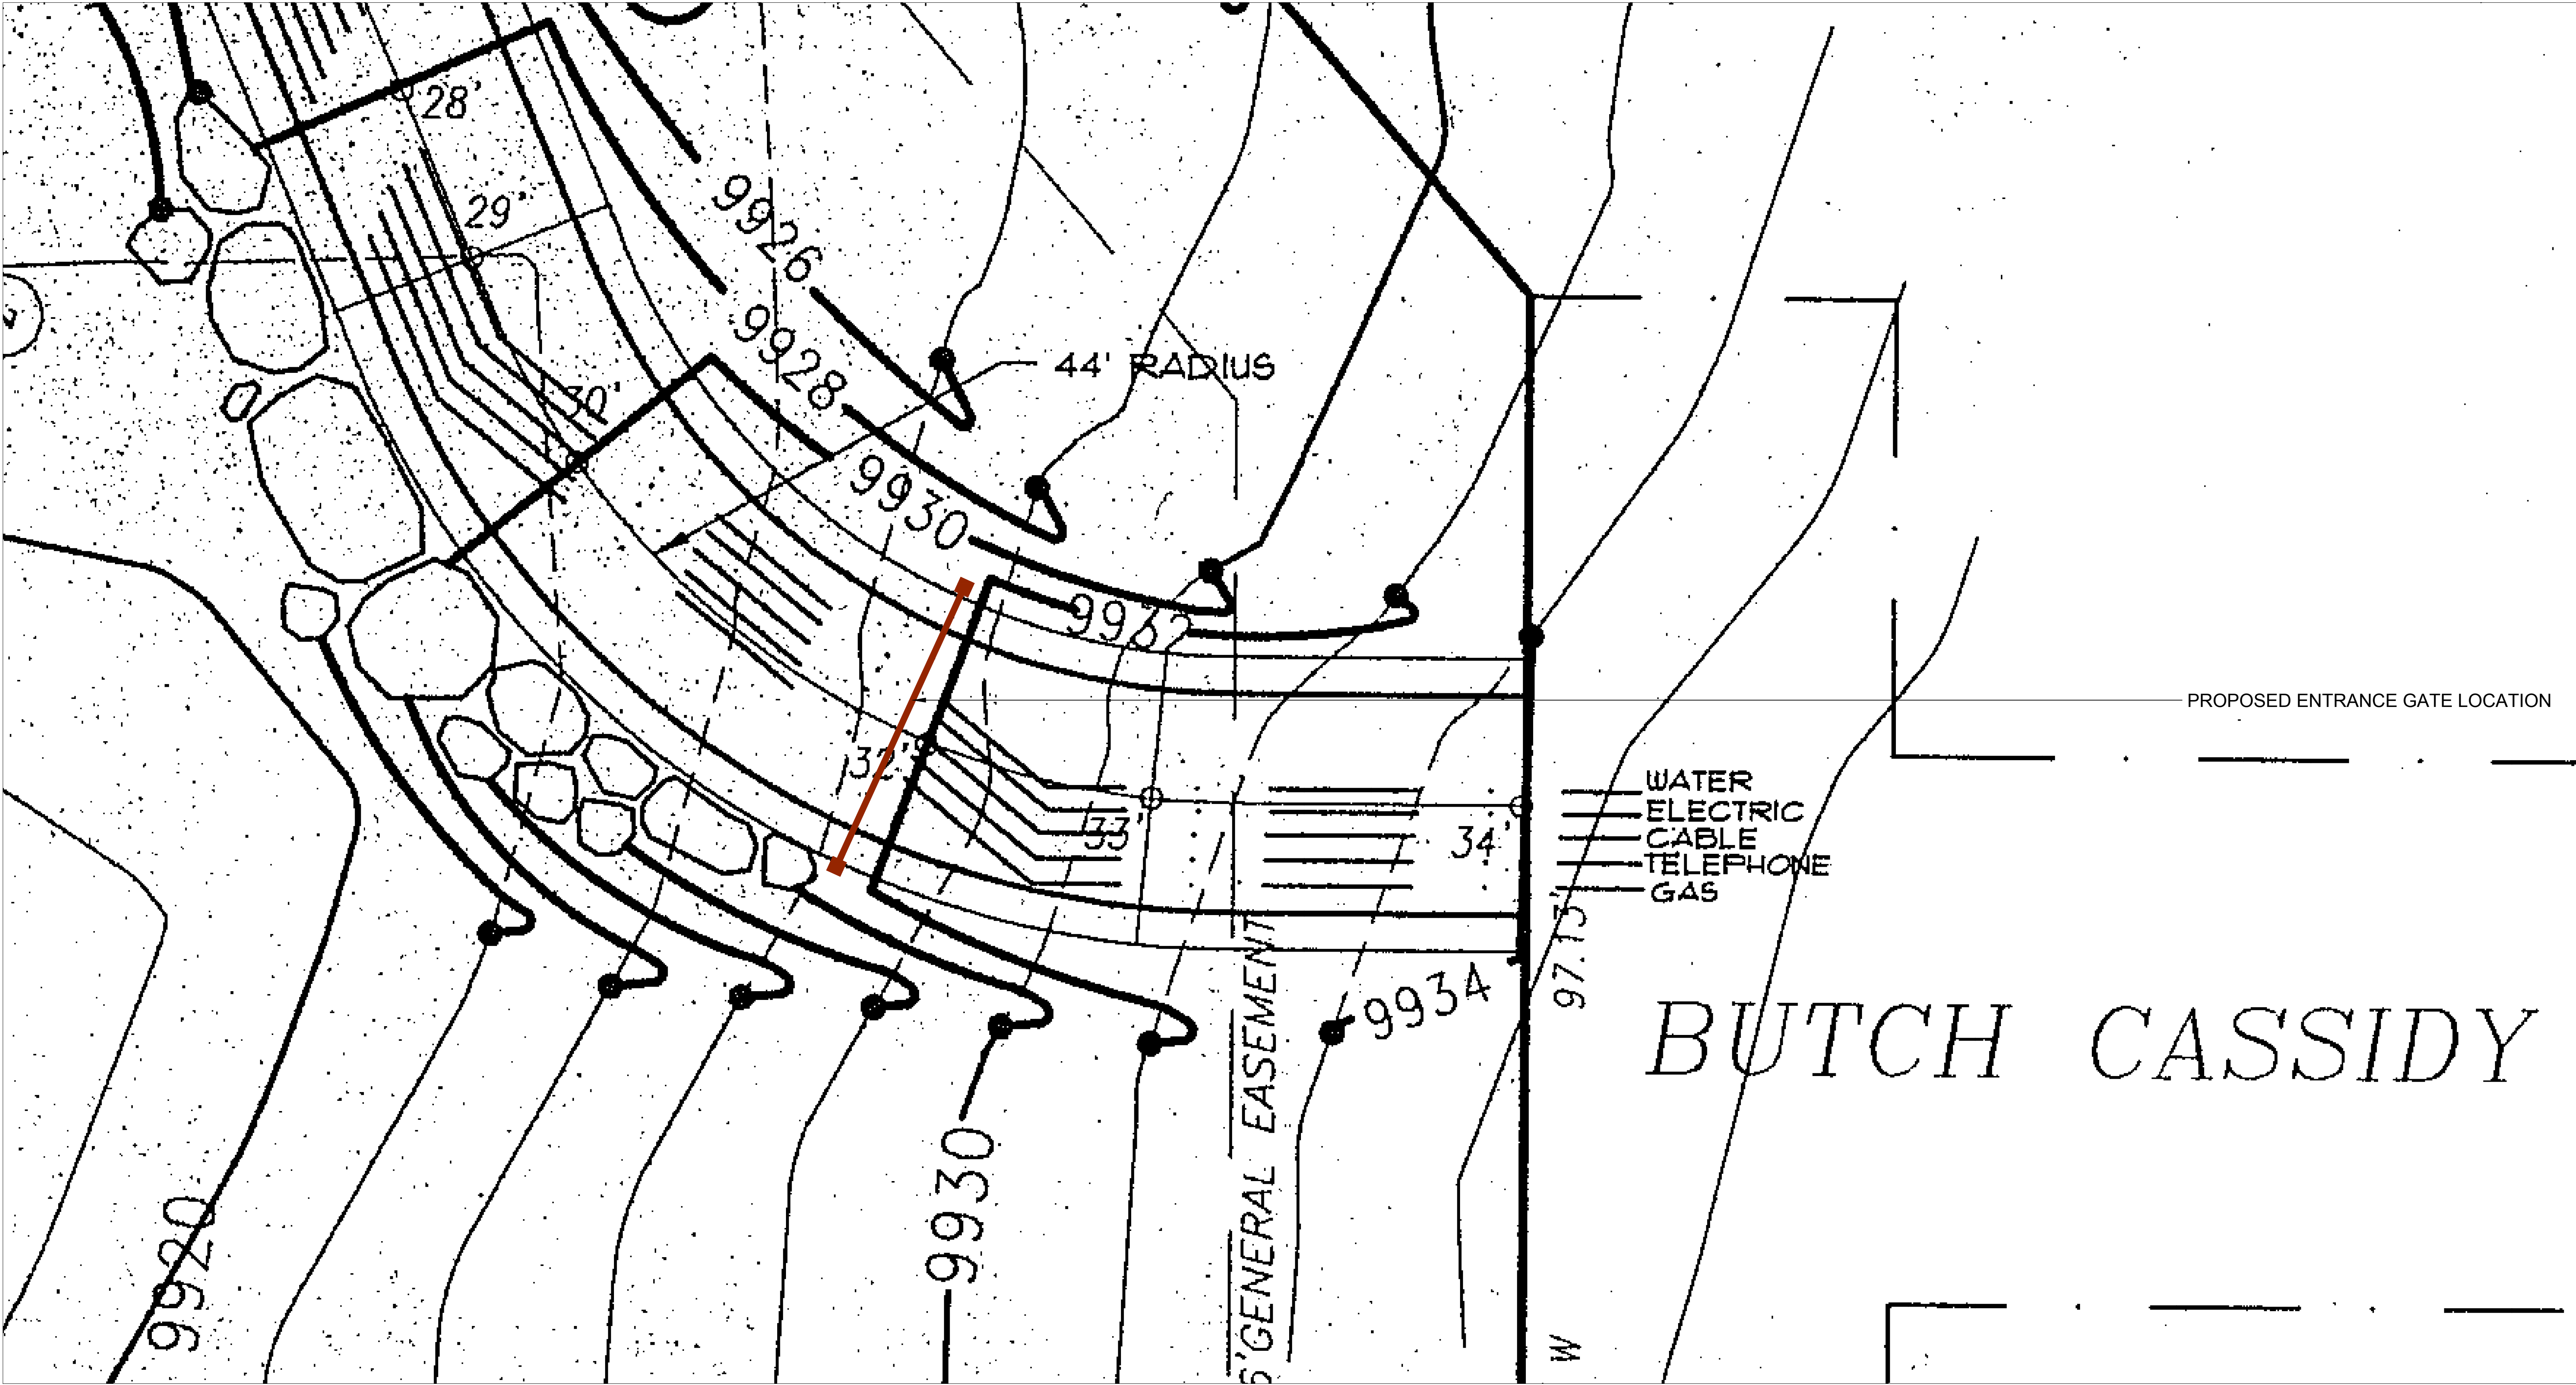 28'
29'
9926
9928
44' RADIUS
30'
9930
9932
PROPOSED ENTRANCE GATE LOCATION
32'
WATER
ELECTRIC
CABLE
TELEPHONE
GAS
33'
34'
97.13'
9934
BUTCH CASSIDY
GENERAL EASEMENT
9930
9920
W